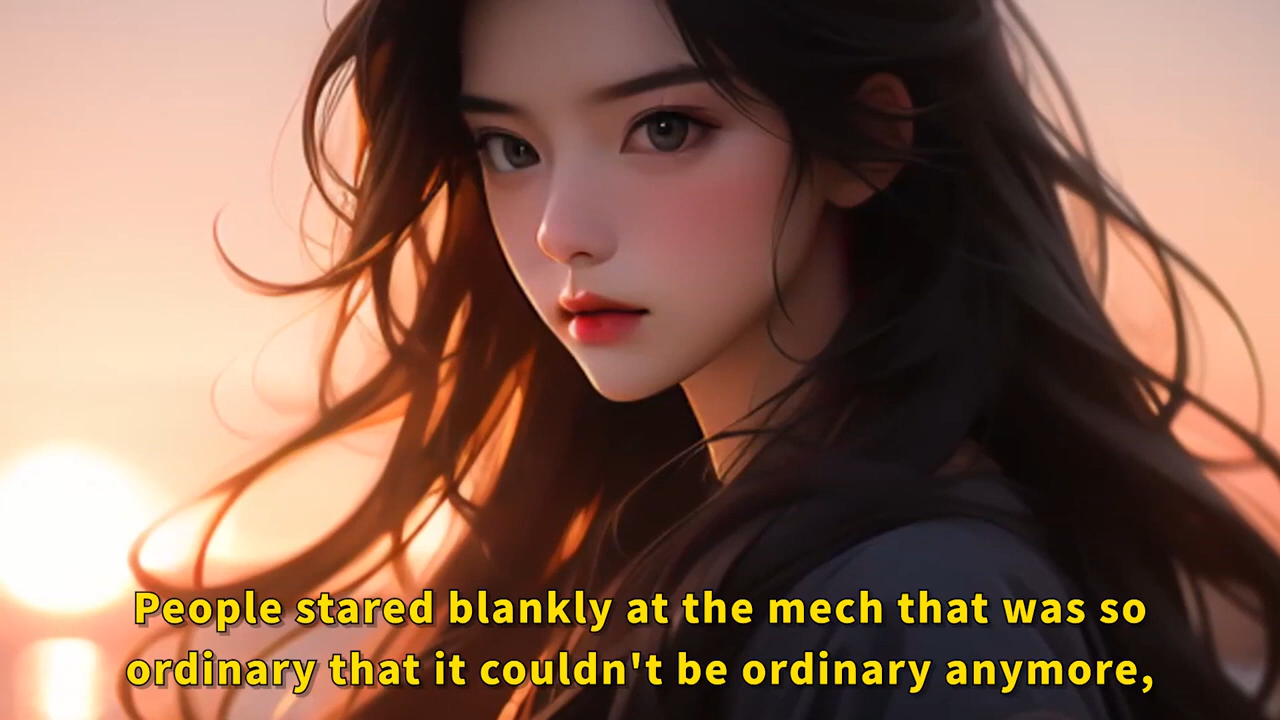 People stared blankly at the mech that was so
ordinary that it couldn't be ordinary anymore,